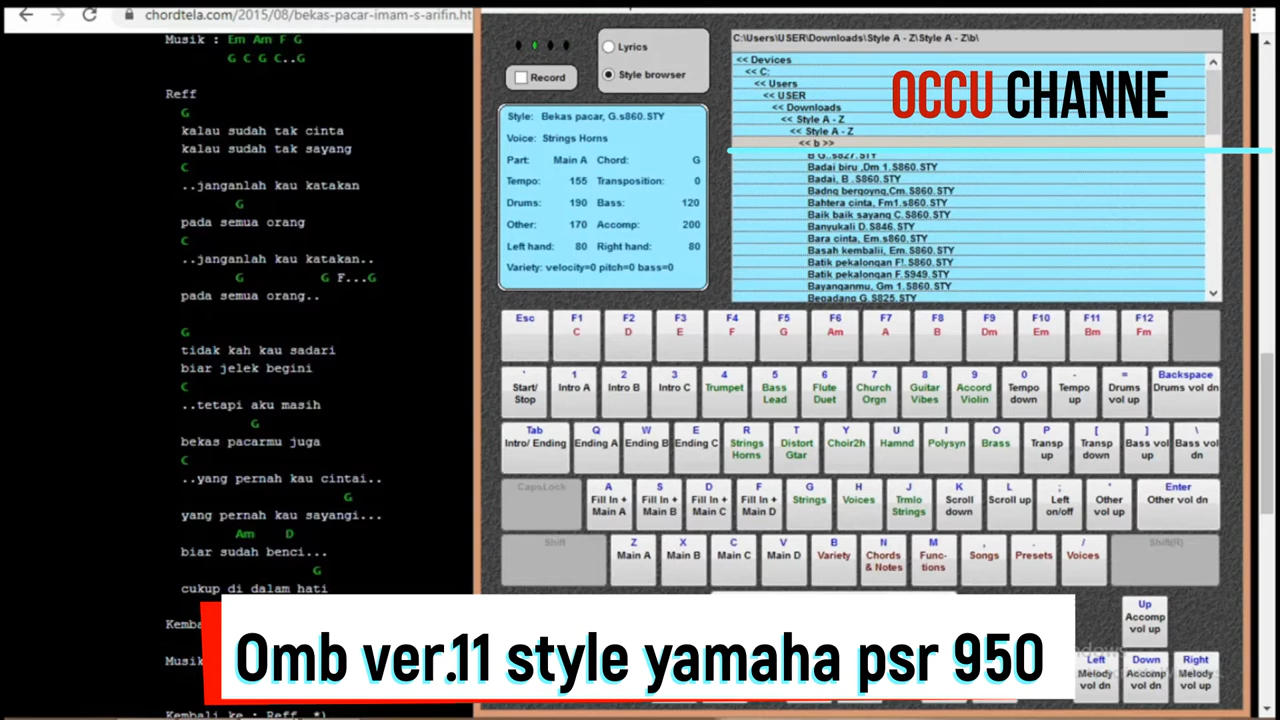 chordtela.com/2015/08/bekas-pacar-imam-s-arifin.ht
Musik : Em Am F G
G C G C..G
Reff
G
kalau sudah tak cinta
kalau sudah tak sayang
C
..janganlah kau katakan
G
pada semua orang
C
..janganlah kau katakan..
G G F...G
pada semua orang..
G
tidak kah kau sadari
biar jelek begini
C
..tetapi aku masih
G
bekas pacarmu juga
C
..yang pernah kau cintai..
G
yang pernah kau sayangi...
Am D
biar sudah benci...
G
cukup di dalam hati
Kemba
Musik
Kembali ke : Reff, *)
Lyrics
Record
Style browser
Style: Bekas pacar, G.s860.STY
Voice: Strings Horns
Part: Main A Chord: G
Tempo: 155 Transposition: 0
Drums: 190 Bass: 120
Other: 170 Accomp: 200
Left hand: 80 Right hand: 80
Variety: velocity=0 pitch=0 bass=0
C:\Users\USER\Downloads\Style A - Z\Style A - Z\b\
<< Devices
<< C:
<< Users
<< USER
<< Downloads
<< Style A - Z
<< Style A - Z
<< b >>
B G..s827.STY
Badai biru ,Dm 1.S860.STY
Badai, B .S860.STY
Badng bergoyng,Cm.S860.STY
Bahtera cinta, Fm1.s860.STY
Baik baik sayang C.S860.STY
Banyukali D.S846.STY
Bara cinta, Em.s860.STY
Basah kembalii, Em.S860.STY
Batik pekalongan F!.S860.STY
Batik pekalongan F.S949.STY
Bayanganmu, Gm 1.S860.STY
Begadang G.S825.STY
OCCU CHANNE
Esc F1 F2 F3 F4 F5 F6 F7 F8 F9 F10 F11 F12
C D E F G Am A B Dm Em Bm Fm
` 1 2 3 4 5 6 7 8 9 0 - = Backspace
Start/ Intro A Intro B Intro C Trumpet Bass Flute Church Guitar Accord Tempo Tempo Drums Drums vol dn
Stop Lead Duet Orgn Vibes Violin down up vol up
Tab Q W E R T Y U I O P [ ] \
Intro/ Ending Ending A Ending B Ending C Strings Distort Choir2h Hamnd Polysyn Brass Transp Transp Bass vol Bass vol
Horns Gtar up down up dn
CapsLock A S D F G H J K L ; ' Enter
Fill In + Fill In + Fill In + Fill In + Strings Voices Trmlo Scroll Scroll up Left Other Other vol dn
Main A Main B Main C Main D Strings down on/off vol up
Shift Z X C V B N M , . / Shift(R)
Main A Main B Main C Main D Variety Chords Func- Songs Presets Voices
& Notes tions
Up
Accomp
vol up
Left Down Right
Melody Accomp Melody
vol dn vol dn vol up
Omb ver.11 style yamaha psr 950